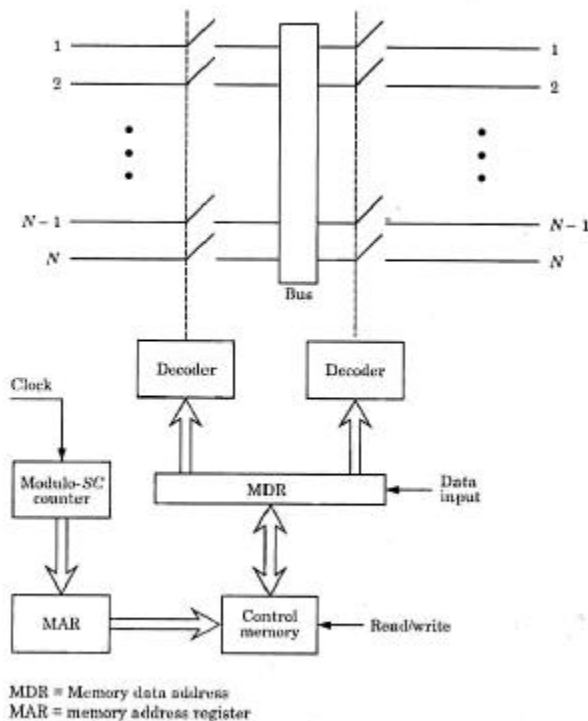 1 1
2 2
N − 1 N − 1
N N
Bus
Decoder Decoder
Clock
Modulo-SC
counter
MDR
Data
input
MAR
Control
memory
Read/write
MDR = Memory data address
MAR = memory address register